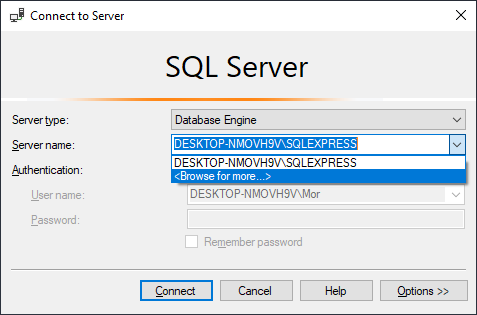 Connect to Server
SQL Server
Server type: Database Engine
Server name: DESKTOP-NMOVH9V\SQLEXPRESS
DESKTOP-NMOVH9V\SQLEXPRESS
Authentication: <Browse for more...>
User name: DESKTOP-NMOVH9V\Mor
Password:
Remember password
Connect Cancel Help Options >>